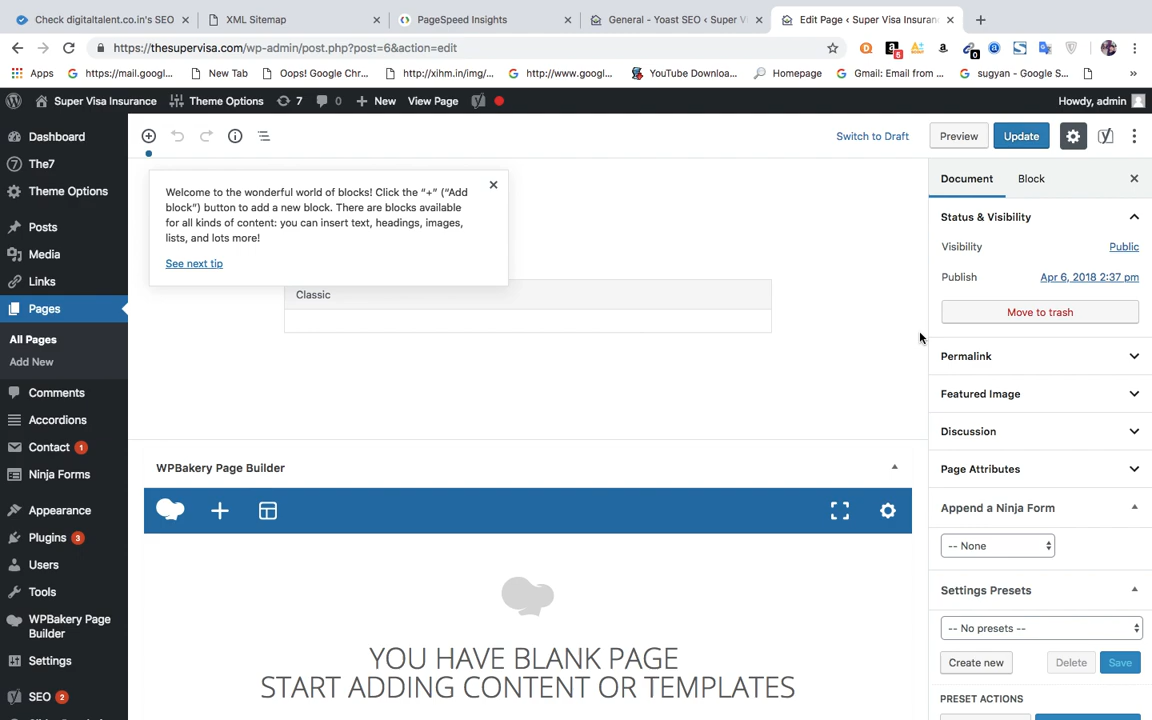 Check digitalent.co.in's SEO
XML Sitemap
PageSpeed Insights
General - Yoast SEO ‹ Super Vi
Edit Page ‹ Super Visa Insuran
https://thesupervisa.com/wp-admin/post.php?post=6&action=edit
5
0
Apps
https://mail.googl...
New Tab
Oops! Google Chr...
http://xihm.in/img/...
http://www.googl...
YouTube Downloa...
Homepage
Gmail: Email from ...
sugyan - Google S...
»
Super Visa Insurance
Theme Options
7
0
New
View Page
Howdy, admin
Dashboard
The7
Theme Options
Posts
Media
Links
Pages
All Pages
Add New
Comments
Accordions
Contact 1
Ninja Forms
Appearance
Plugins 3
Users
Tools
WPBakery Page
Builder
Settings
SEO 2
Switch to Draft
Preview
Update
Welcome to the wonderful world of blocks! Click the “+” (“Add
block”) button to add a new block. There are blocks available
for all kinds of content: you can insert text, headings, images,
lists, and lots more!
See next tip
Classic
WPBakery Page Builder
YOU HAVE BLANK PAGE
START ADDING CONTENT OR TEMPLATES
Document
Block
Status & Visibility
Visibility
Public
Publish
Apr 6, 2018 2:37 pm
Move to trash
Permalink
Featured Image
Discussion
Page Attributes
Append a Ninja Form
-- None
Settings Presets
-- No presets --
Create new
Delete
Save
PRESET ACTIONS